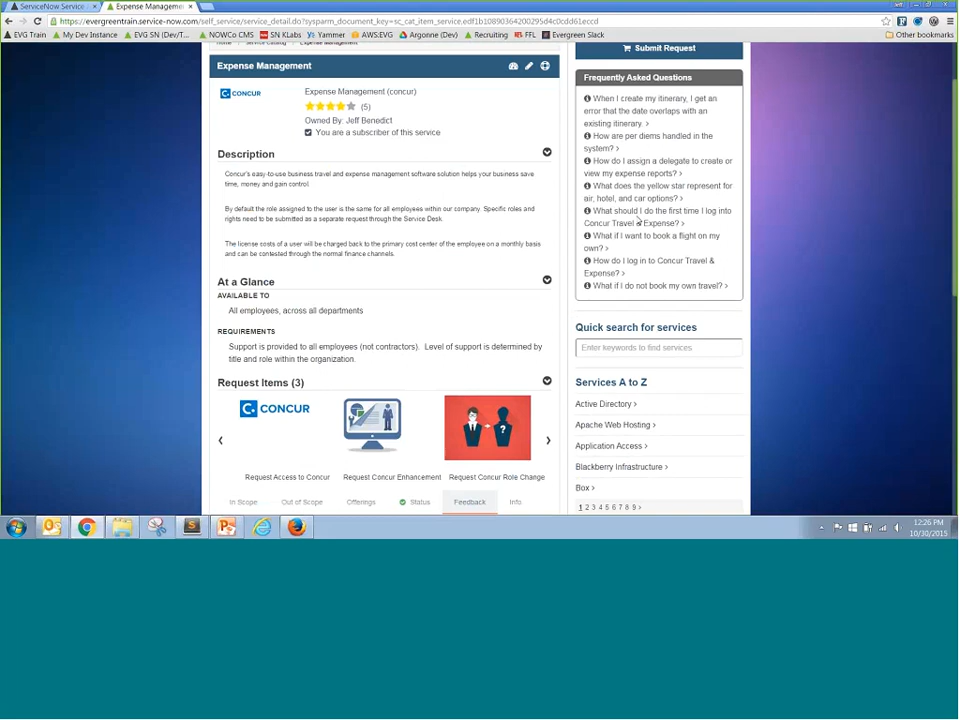 ServiceNow Service
Expense Managemen
https://evergreentrain.service-now.com/self_service/service_detail.do?sysparm_document_key=sc_cat_item_service,edf1b10890364200295d4c0cdd61eccd
EVG Train
My Dev Instance
EVG SN (Dev/T...
NOWCo CMS
SN KLabs
Yammer
AWS:EVG
Argonne (Dev)
Recruiting
FFL
Evergreen Slack
Other bookmarks
Expense Management
CONCUR
Expense Management (concur)
(5)
Owned By: Jeff Benedict
You are a subscriber of this service
Description
Concur's easy-to-use business travel and expense management software solution helps your business save
time, money and gain control.
By default the role assigned to the user is the same for all employees within our company. Specific roles and
rights need to be submitted as a separate request through the Service Desk.
The license costs of a user will be charged back to the primary cost center of the employee on a monthly basis
and can be contested through the normal finance channels.
At a Glance
AVAILABLE TO
All employees, across all departments
REQUIREMENTS
Support is provided to all employees (not contractors). Level of support is determined by
title and role within the organization.
Request Items (3)
CONCUR
?
Request Access to Concur
Request Concur Enhancement
Request Concur Role Change
In Scope
Out of Scope
Offerings
Status
Feedback
Info
Submit Request
Frequently Asked Questions
When I create my itinerary, I get an
error that the date overlaps with an
existing itinerary. >
How are per diems handled in the
system? >
How do I assign a delegate to create or
view my expense reports? >
What does the yellow star represent for
air, hotel, and car options? >
What should I do the first time I log into
Concur Travel & Expense? >
What if I want to book a flight on my
own? >
How do I log in to Concur Travel &
Expense? >
What if I do not book my own travel? >
Quick search for services
Enter keywords to find services
Services A to Z
Active Directory >
Apache Web Hosting >
Application Access >
Blackberry Infrastructure >
Box >
1 2 3 4 5 6 7 8 9 >
12:26 PM
10/30/2015